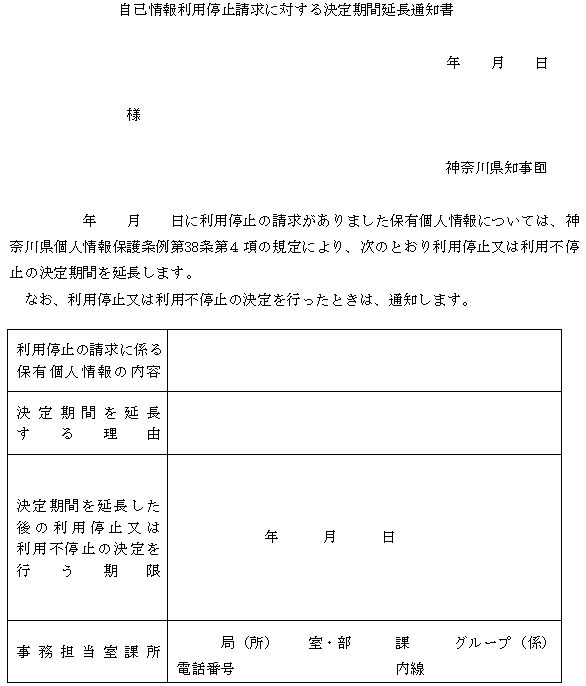 自己情報利用停止請求に対する決定期間延長通知書
年　　月　　日
様
神奈川県知事印
年　　月　　日に利用停止の請求がありました保有個人情報については、神
奈川県個人情報保護条例第38条第４項の規定により、次のとおり利用停止又は利用不停
止の決定期間を延長します。
なお、利用停止又は利用不停止の決定を行ったときは、通知します。
利用停止の請求に係る
保有個人情報の内容
決定期間を延長
する理由
決定期間を延長した
後の利用停止又は
利用不停止の決定を
行う期限
年　　　月　　　日
事務担当室課所
局（所）　　室・部　　　課　　　グループ（係）
電話番号　　　　　　　　　　　内線